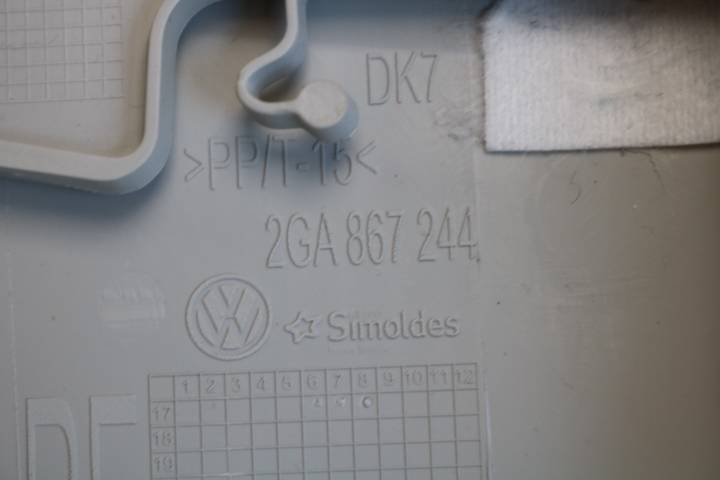 DK7
>PP/T-15<
2GA 867 244
VW
Simoldes
1 2 3 4 5 6 7 8 9 10 11 12
17
18
19